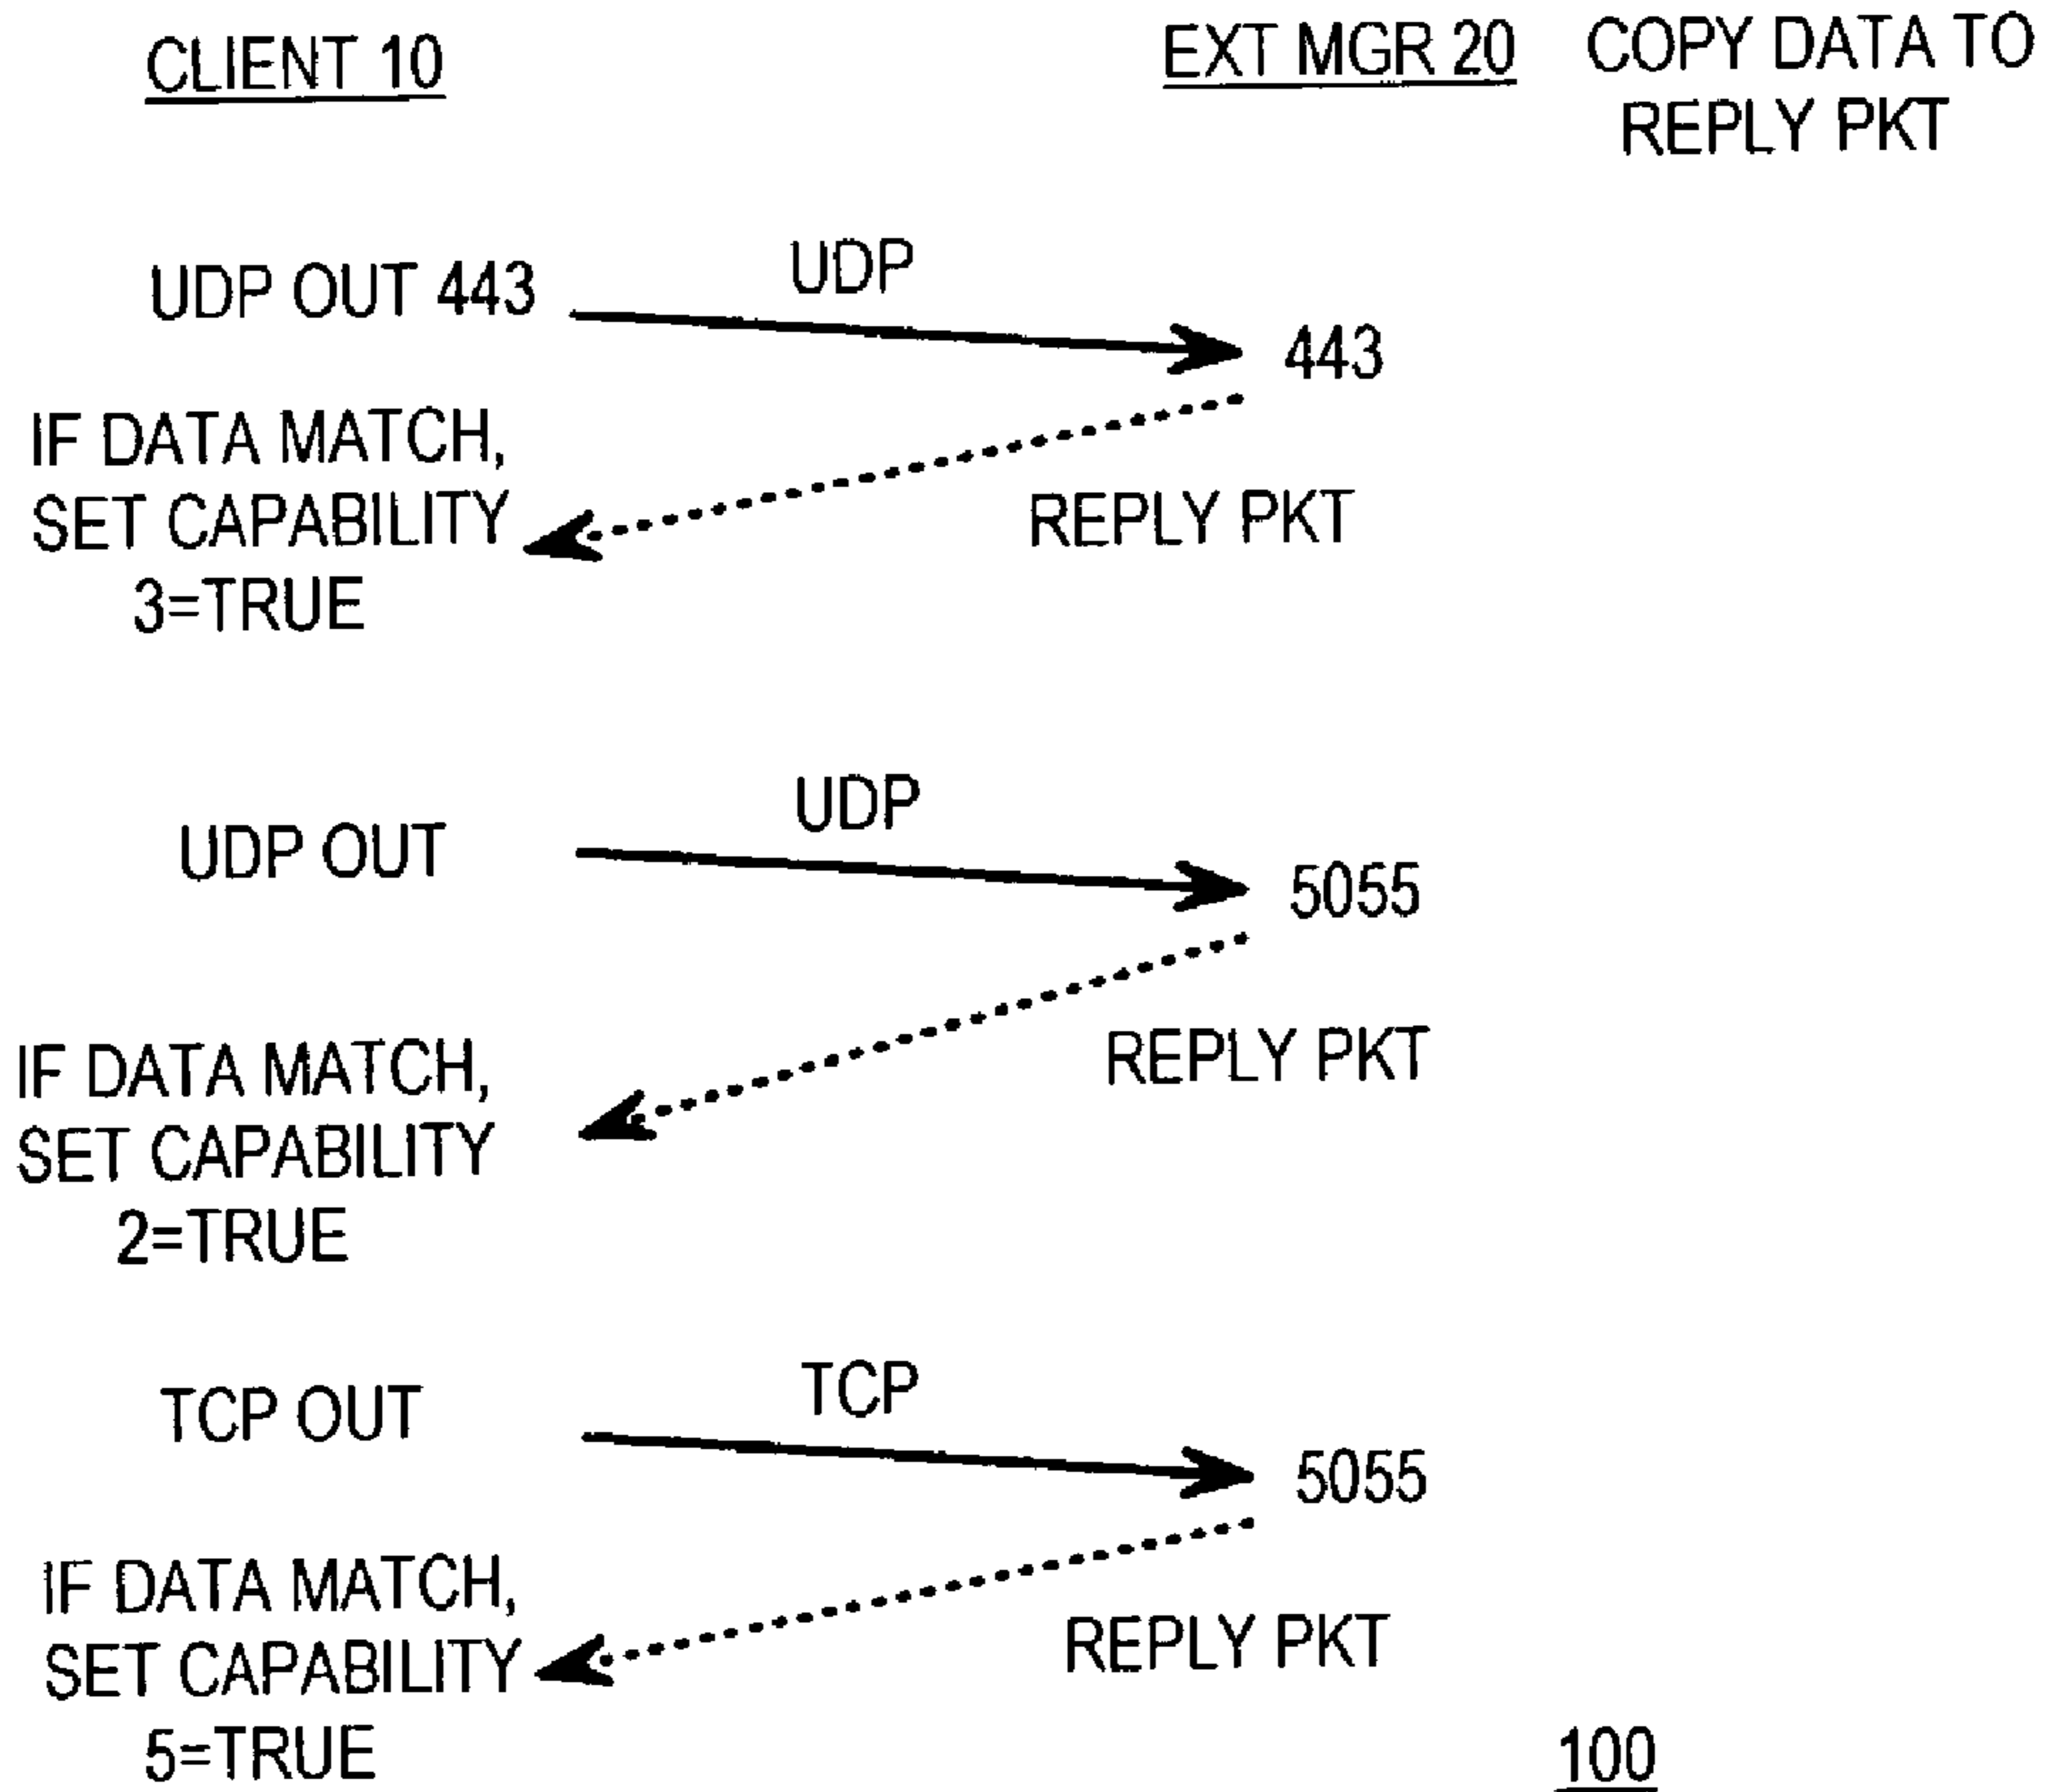 CLIENT 10
EXT MGR 20
COPY DATA TO
REPLY PKT
UDP OUT 443
UDP
443
IF DATA MATCH,
SET CAPABILITY
3=TRUE
REPLY PKT
UDP OUT
UDP
5055
IF DATA MATCH,
SET CAPABILITY
2=TRUE
REPLY PKT
TCP OUT
TCP
5055
IF DATA MATCH,
SET CAPABILITY
5=TRUE
REPLY PKT
100